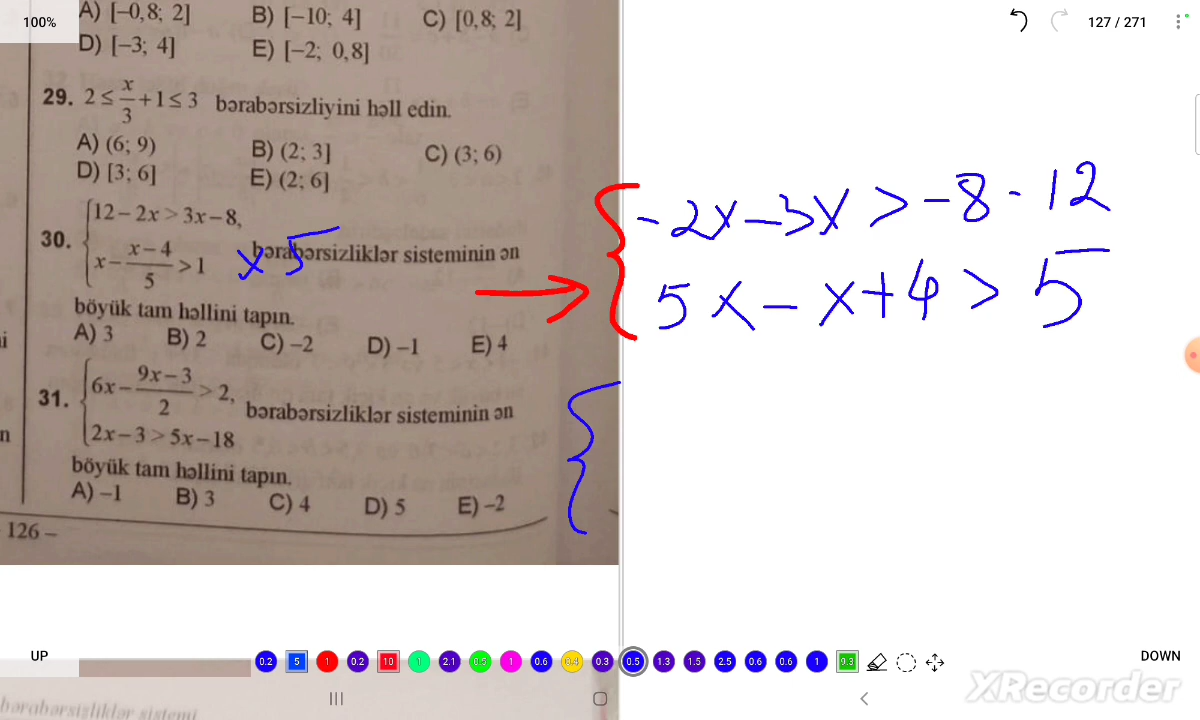 100%
127 / 271
A) [–0,8; 2] B) [–10; 4] C) [0,8; 2]
D) [–3; 4] E) [–2; 0,8]
29. 2 ≤ x/3 + 1 ≤ 3 bərabərsizliyini həll edin.
A) (6; 9) B) (2; 3] C) (3; 6)
D) [3; 6] E) (2; 6]
30. {12 – 2x > 3x – 8,
x – (x – 4)/5 > 1 x 5 bərabərsizliklər sisteminin ən
böyük tam həllini tapın.
A) 3 B) 2 C) –2 D) –1 E) 4
31. {6x – (9x – 3)/2 > 2,
2x – 3 > 5x – 18 bərabərsizliklər sisteminin ən
böyük tam həllini tapın.
A) –1 B) 3 C) 4 D) 5 E) –2
126 –
-2x-3x > -8-12
5x-x+4 > 5
UP
0.2 5 1 0.2 10 1 2.1 0.5 1 0.6 0.3 0.5 1.3 1.5 2.5 0.6 0.6 1 9.3
DOWN
XRecorder
bərabərsizliklər sistemi